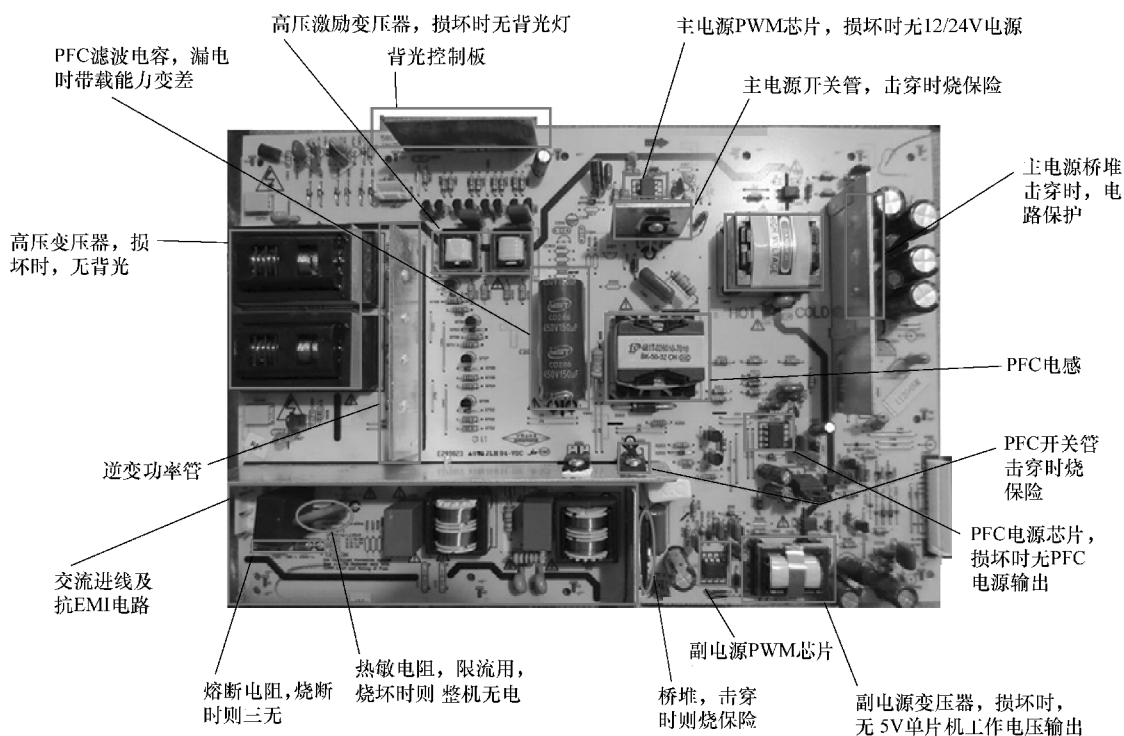 高压激励变压器，损坏时无背光灯
主电源PWM芯片，损坏时无12/24V电源
PFC滤波电容，漏电
时带载能力变差
背光控制板
主电源开关管，击穿时烧保险
主电源桥堆
击穿时，电
路保护
高压变压器，损
坏时，无背光
HOT
COLD
CD286
450V150μF
CD286
450V150μF
PFC电感
逆变功率管
E249623
PFC开关管
击穿时烧
保险
PFC电源芯片，
损坏时无PFC
电源输出
交流进线及
抗EMI电路
副电源PWM芯片
热敏电阻，限流用，
烧坏时则 整机无电
熔断电阻，烧断
时则三无
桥堆，击穿
时则烧保险
副电源变压器，损坏时，
无 5V单片机工作电压输出